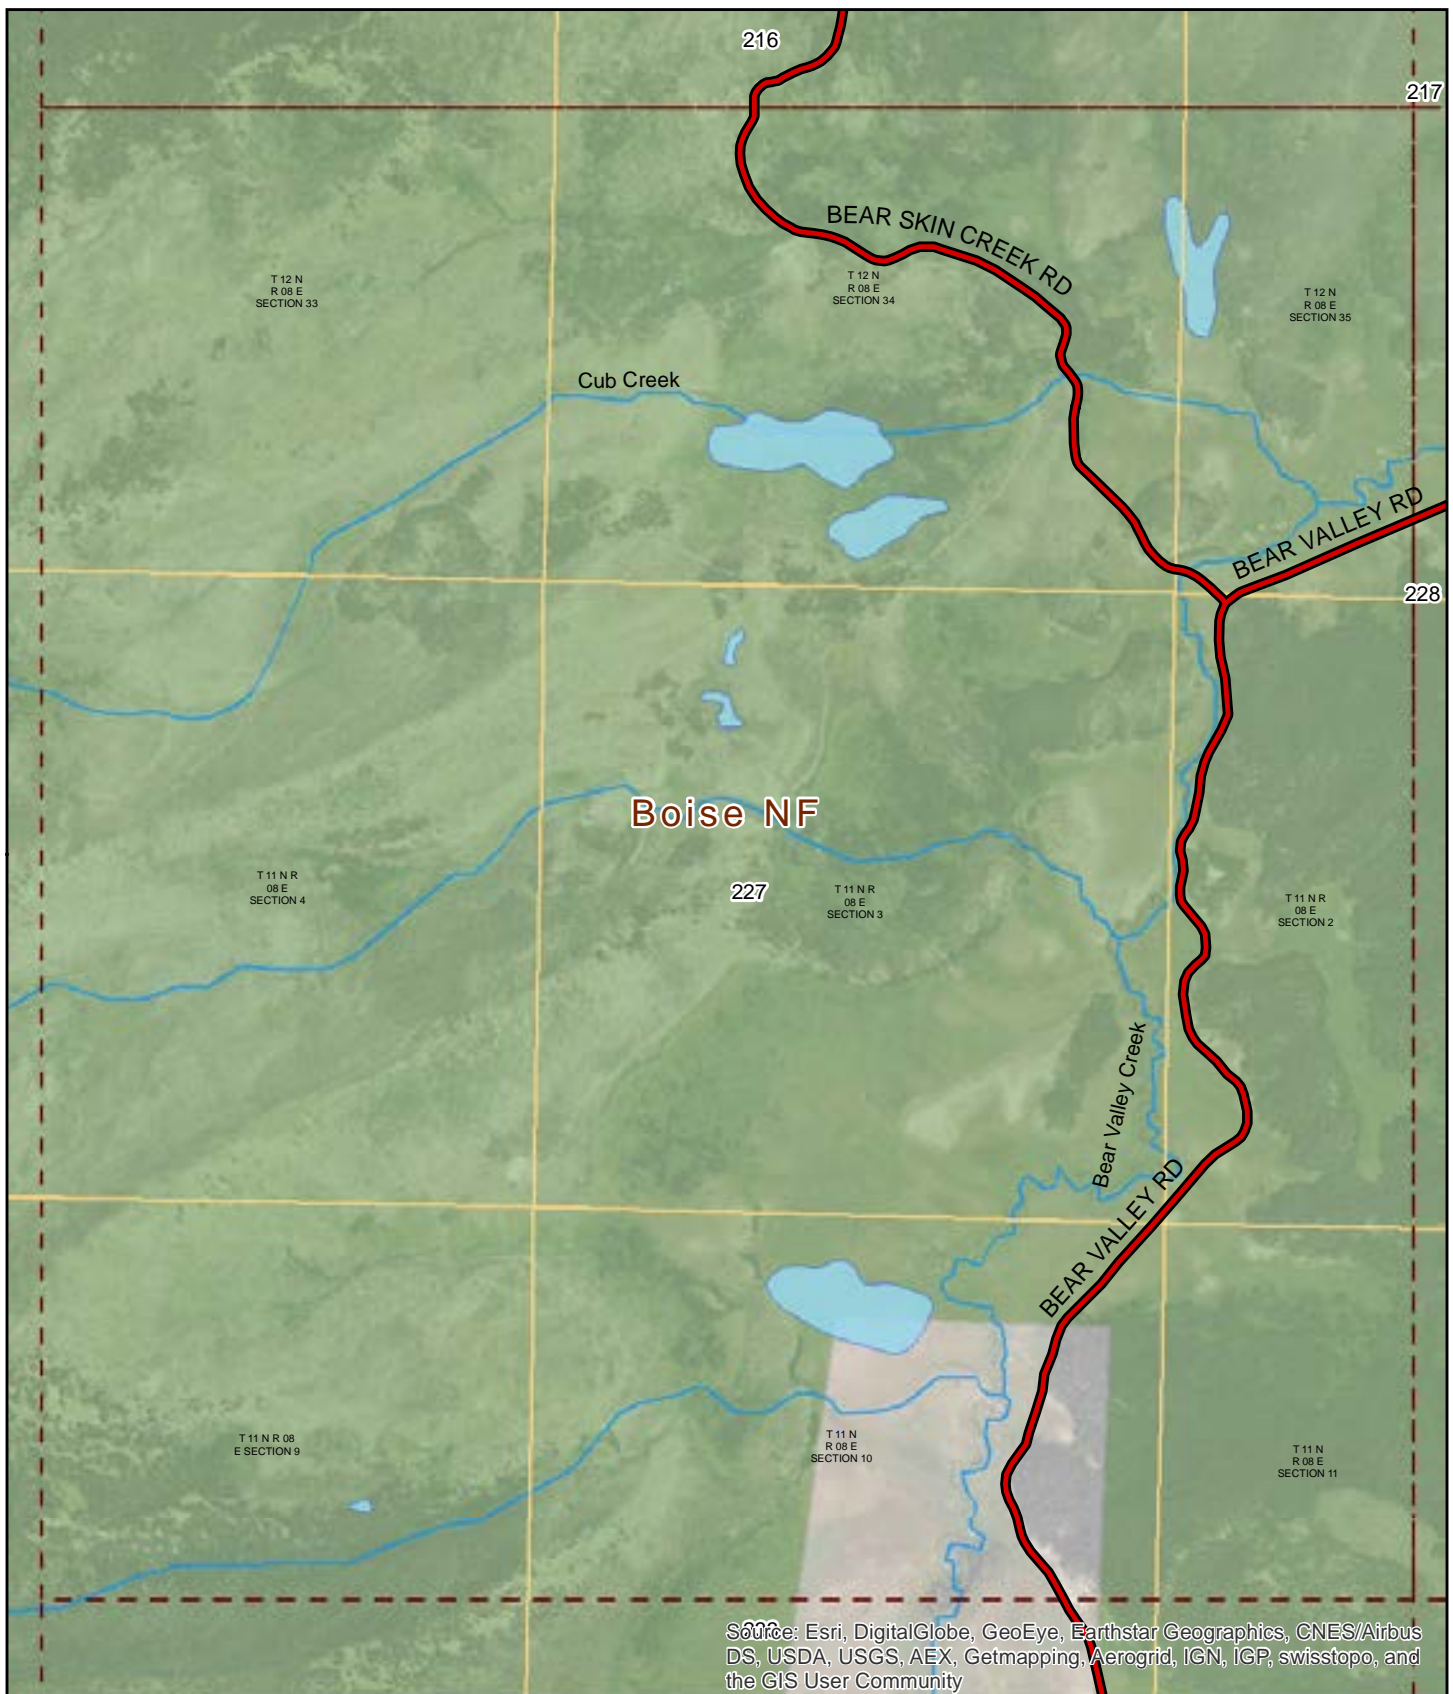 216
217
BEAR SKIN CREEK RD
T 12 N
R 08 E
SECTION 33
T 12 N
R 08 E
SECTION 34
T 12 N
R 08 E
SECTION 35
Cub Creek
BEAR VALLEY RD
228
Boise NF
227
T 11 N R
08 E
SECTION 4
T 11 N R
08 E
SECTION 3
T 11 N R
08 E
SECTION 2
Bear Valley Creek
BEAR VALLEY RD
T 11 N R 08
E SECTION 9
T 11 N
R 08 E
SECTION 10
T 11 N
R 08 E
SECTION 11
Source: Esri, DigitalGlobe, GeoEye, Earthstar Geographics, CNES/Airbus
DS, USDA, USGS, AEX, Getmapping, Aerogrid, IGN, IGP, swisstopo, and
the GIS User Community